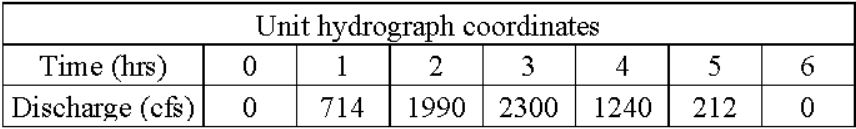 Unit hydrograph coordinates
Time (hrs) 0 1 2 3 4 5 6
Discharge (cfs) 0 714 1990 2300 1240 212 0